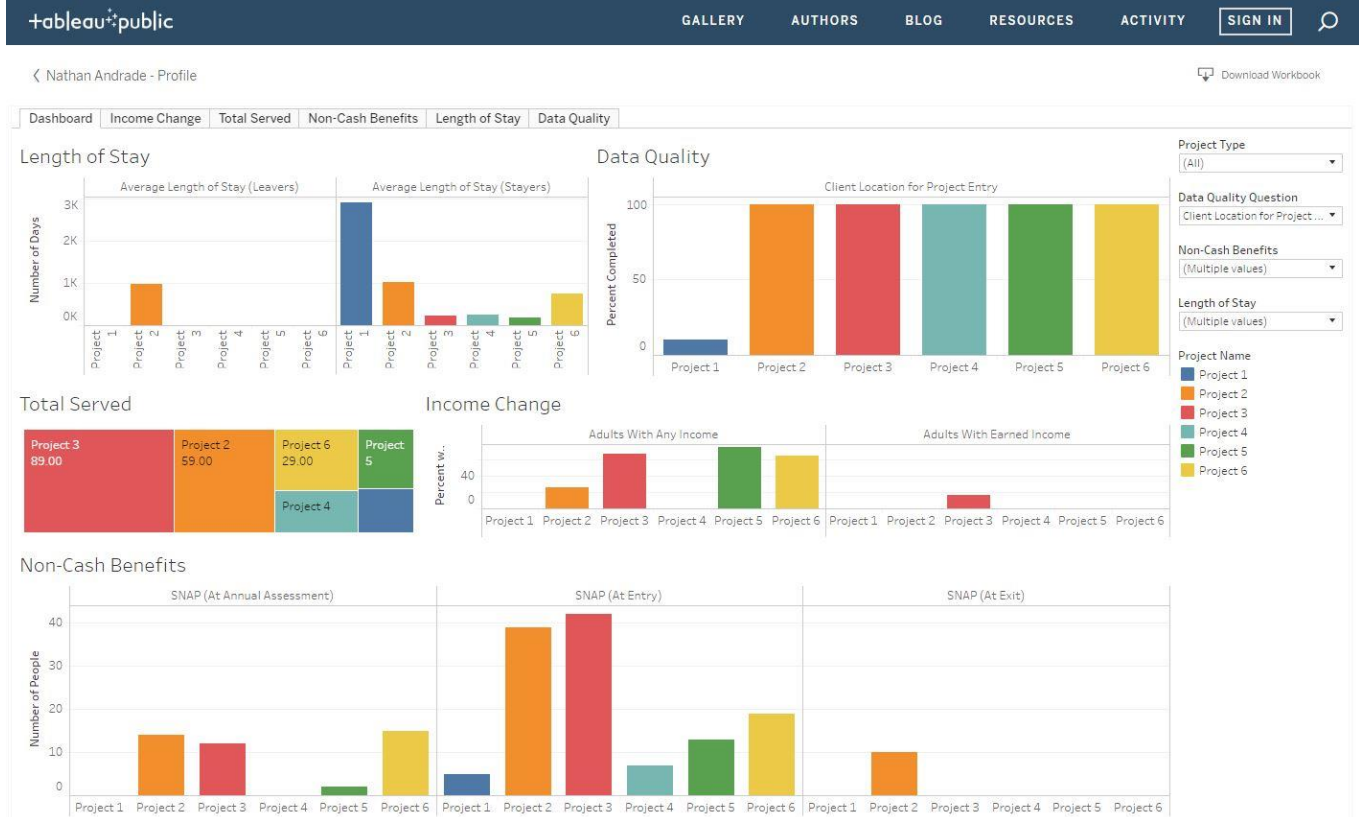 +ableau public
GALLERY AUTHORS BLOG RESOURCES ACTIVITY SIGN IN
Nathan Andrade - Profile
Download Workbook
Dashboard Income Change Total Served Non-Cash Benefits Length of Stay Data Quality
Length of Stay
Average Length of Stay (Leavers) Average Length of Stay (Stayers)
Number of Days
3K
2K
1K
0K
Project 1 Project 2 Project 3 Project 4 Project 5 Project 6 Project 1 Project 2 Project 3 Project 4 Project 5 Project 6
Data Quality
Client Location for Project Entry
Percent Completed
100
50
0
Project 1 Project 2 Project 3 Project 4 Project 5 Project 6
Project Type
(All)
Data Quality Question
Client Location for Project ...
Non-Cash Benefits
(Multiple values)
Length of Stay
(Multiple values)
Project Name
Project 1
Project 2
Project 3
Project 4
Project 5
Project 6
Total Served
Project 3
89.00
Project 2
59.00
Project 6
29.00
Project
5
Project 4
Income Change
Adults With Any Income Adults With Earned Income
Percent w..
40
0
Project 1 Project 2 Project 3 Project 4 Project 5 Project 6 Project 1 Project 2 Project 3 Project 4 Project 5 Project 6
Non-Cash Benefits
SNAP (At Annual Assessment) SNAP (At Entry) SNAP (At Exit)
Number of People
40
30
20
10
0
Project 1 Project 2 Project 3 Project 4 Project 5 Project 6 Project 1 Project 2 Project 3 Project 4 Project 5 Project 6 Project 1 Project 2 Project 3 Project 4 Project 5 Project 6